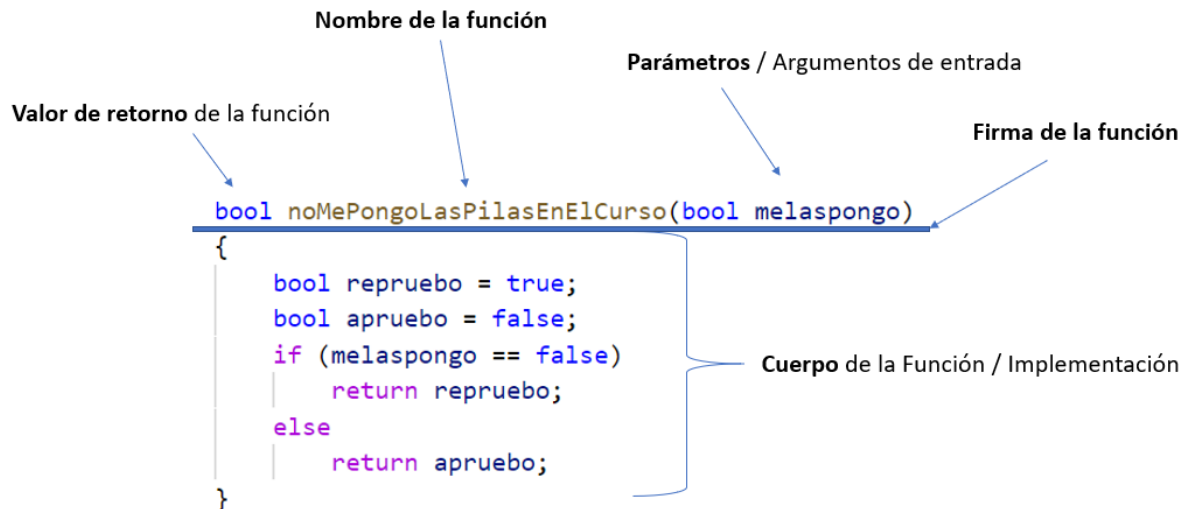 Nombre de la función
Parámetros / Argumentos de entrada
Valor de retorno de la función
Firma de la función
bool noMePongoLasPilasEnElCurso(bool melaspongo)
{
bool repruebo = true;
bool apruebo = false;
if (melaspongo == false)
return repruebo;
else
return apruebo;
}
Cuerpo de la Función / Implementación